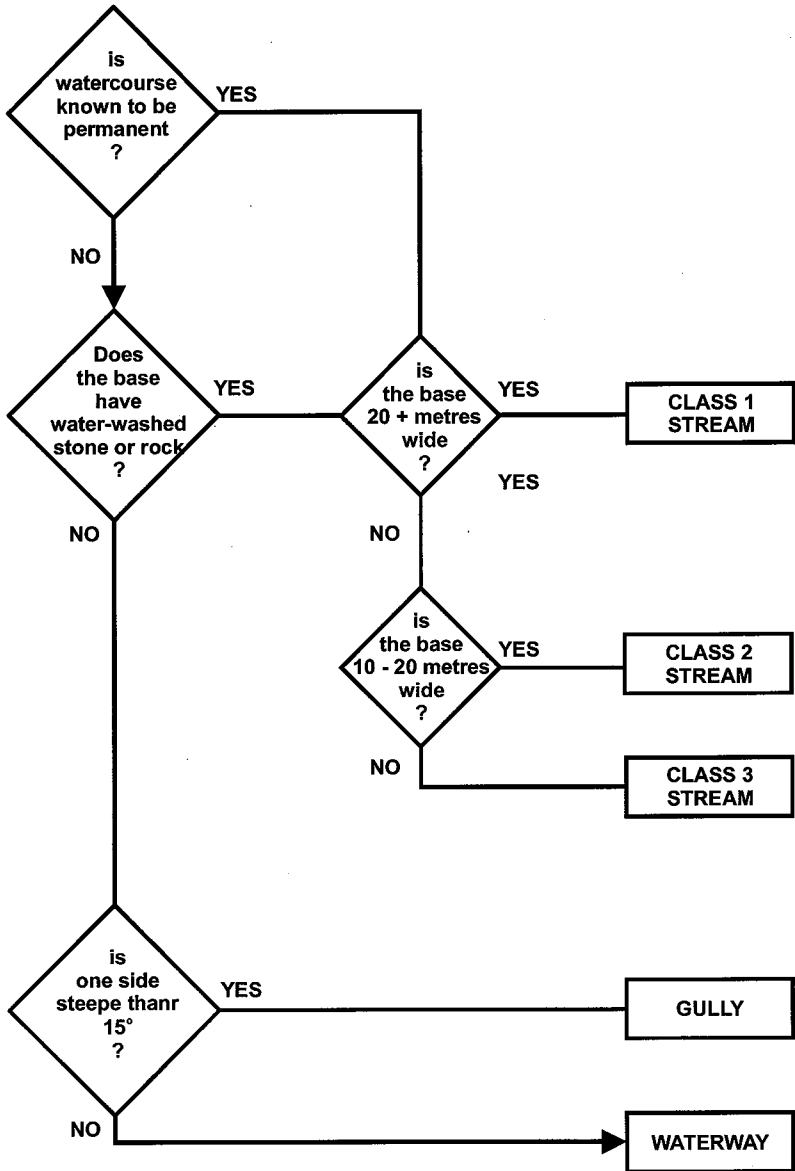 is
watercourse
known to be
permanent
?
YES
NO
Does
the base
have
water-washed
stone or rock
?
YES
NO
is
the base
20 + metres
wide
?
YES
YES
NO
CLASS 1
STREAM
is
the base
10 - 20 metres
wide
?
YES
NO
CLASS 2
STREAM
CLASS 3
STREAM
is
one side
steepe thanr
15°
?
YES
NO
GULLY
WATERWAY